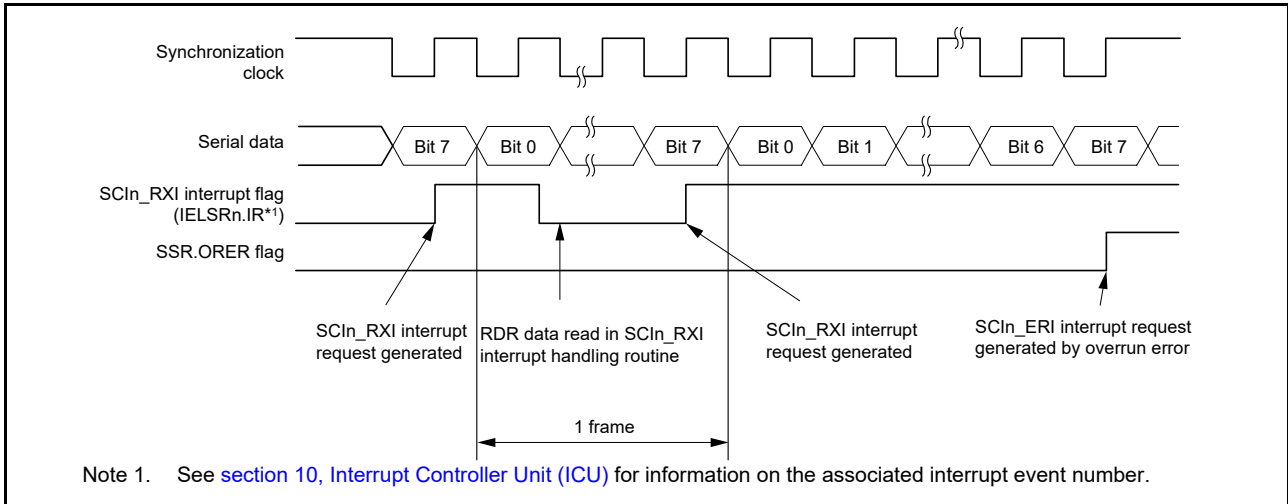 Synchronization
clock
Serial data
Bit 7
Bit 0
Bit 7
Bit 0
Bit 1
Bit 6
Bit 7
SCIn_RXI interrupt flag
(IELSRn.IR*1)
SSR.ORER flag
SCIn_RXI interrupt
request generated
RDR data read in SCIn_RXI
interrupt handling routine
SCIn_RXI interrupt
request generated
SCIn_ERI interrupt request
generated by overrun error
1 frame
Note 1. See section 10, Interrupt Controller Unit (ICU) for information on the associated interrupt event number.